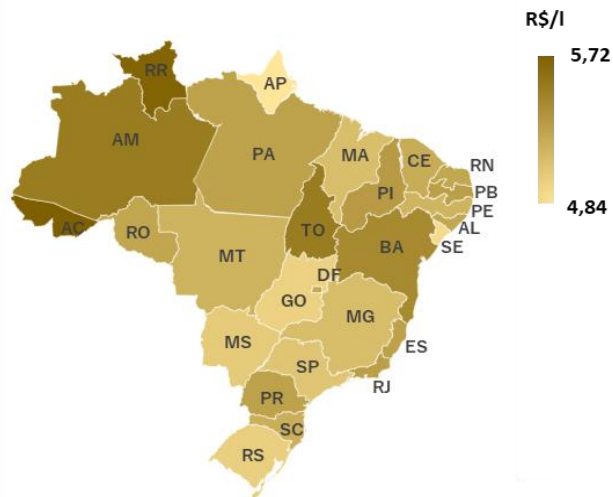 R$/l
5,72
4,84
RR
AP
AM
PA
MA
CE
RN
PI
PB
PE
AL
SE
AC
RO
TO
BA
MT
DF
GO
MG
MS
ES
SP
RJ
PR
SC
RS